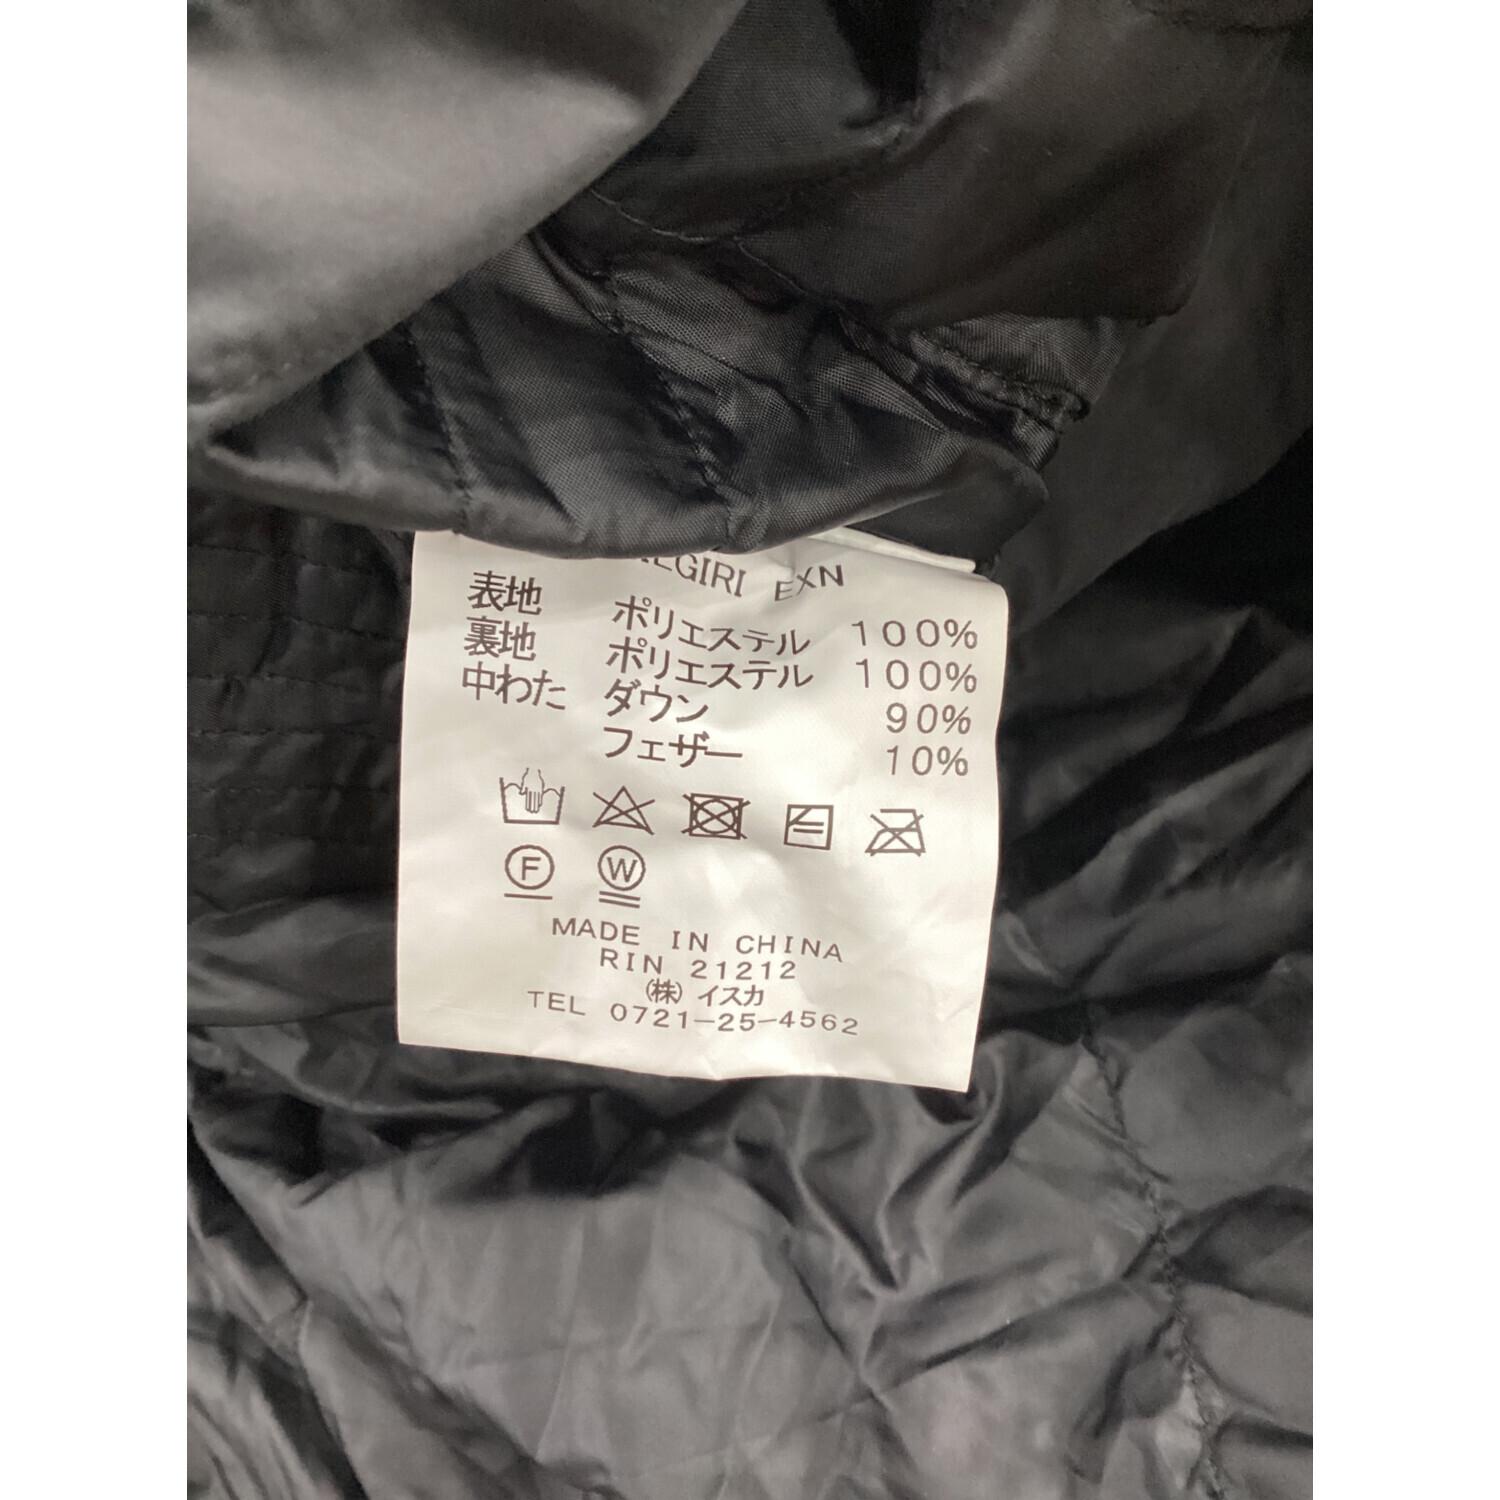 EXN
表地 ポリエステル 100%
裏地 ポリエステル 100%
中わた ダウン 90%
フェザー 10%
F W
MADE IN CHINA
RIN 21212
(株) イスカ
TEL 0721-25-4562